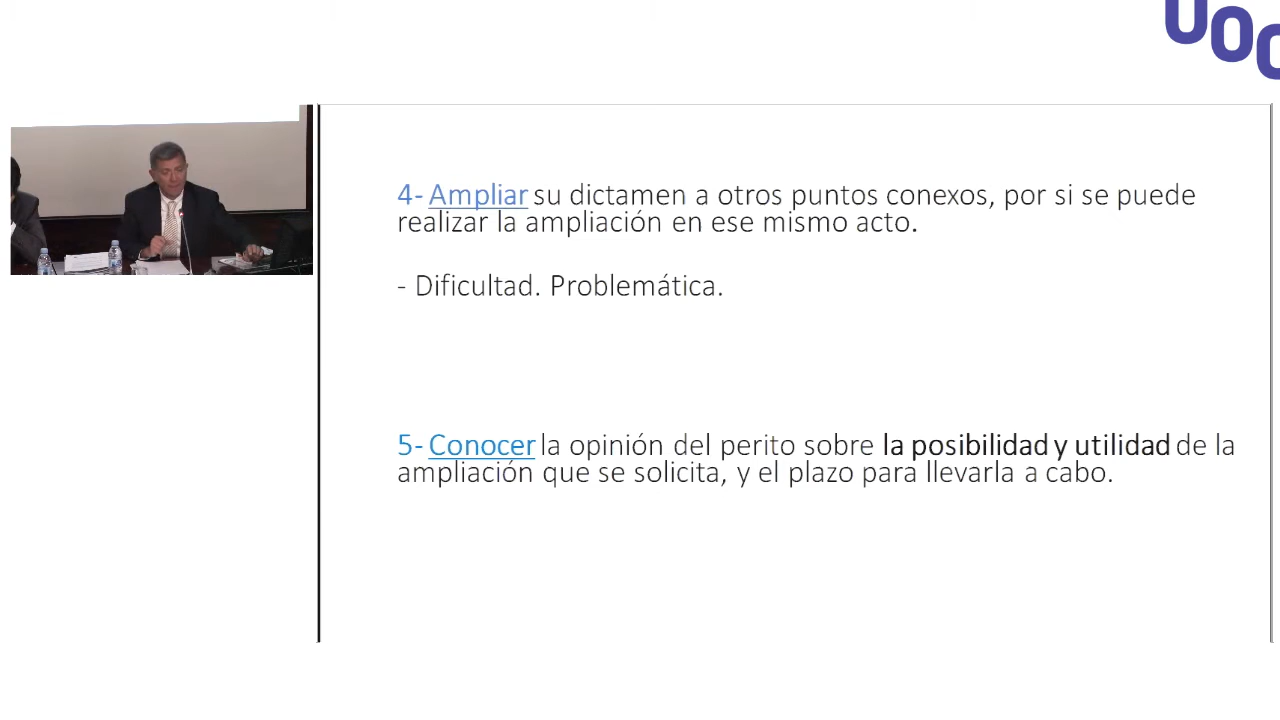 UOC
4- Ampliar su dictamen a otros puntos conexos, por si se puede
realizar la ampliación en ese mismo acto.
- Dificultad. Problemática.
5- Conocer la opinión del perito sobre la posibilidad y utilidad de la
ampliación que se solicita, y el plazo para llevarla a cabo.